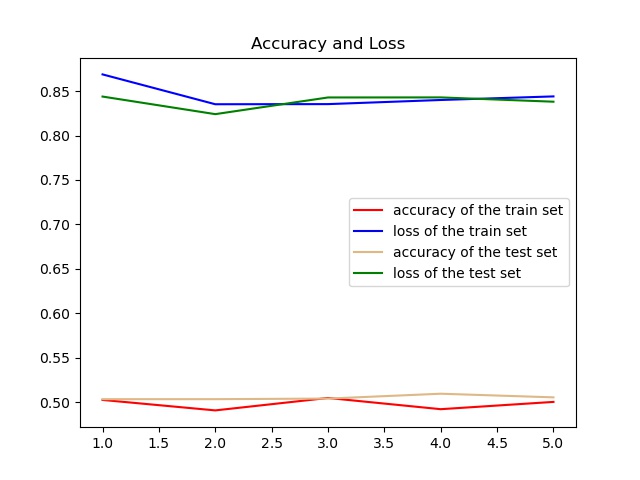 Accuracy and Loss
0.85
0.80
0.75
0.70
0.65
0.60
0.55
0.50
accuracy of the train set
loss of the train set
accuracy of the test set
loss of the test set
1.0 1.5 2.0 2.5 3.0 3.5 4.0 4.5 5.0